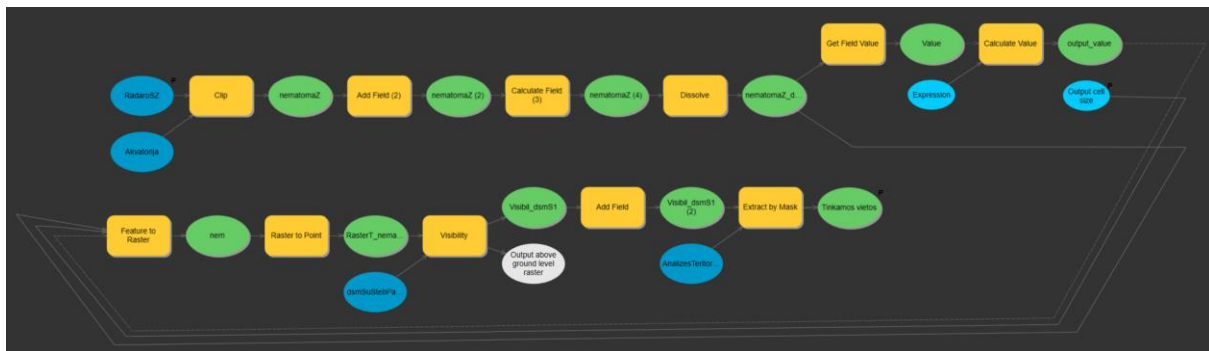 Get Field Value
Value
Calculate Value
output_value
P
RadaroSZ
Clip
nematomaZ
Add Field (2)
nematomaZ (2)
Calculate Field
(3)
nematomaZ (4)
Dissolve
nematomaZ_d...
Expression
P
Output cell
size
Akvatorija
Feature to
Raster
nem
Raster to Point
RasterT_nema...
Visibility
Visibil_dsmS1
Add Field
Visibil_dsmS1
(2)
Extract by Mask
P
Tinkamos vietos
Output above
ground level
raster
dsmSuStebPa...
AnalizesTeritor...